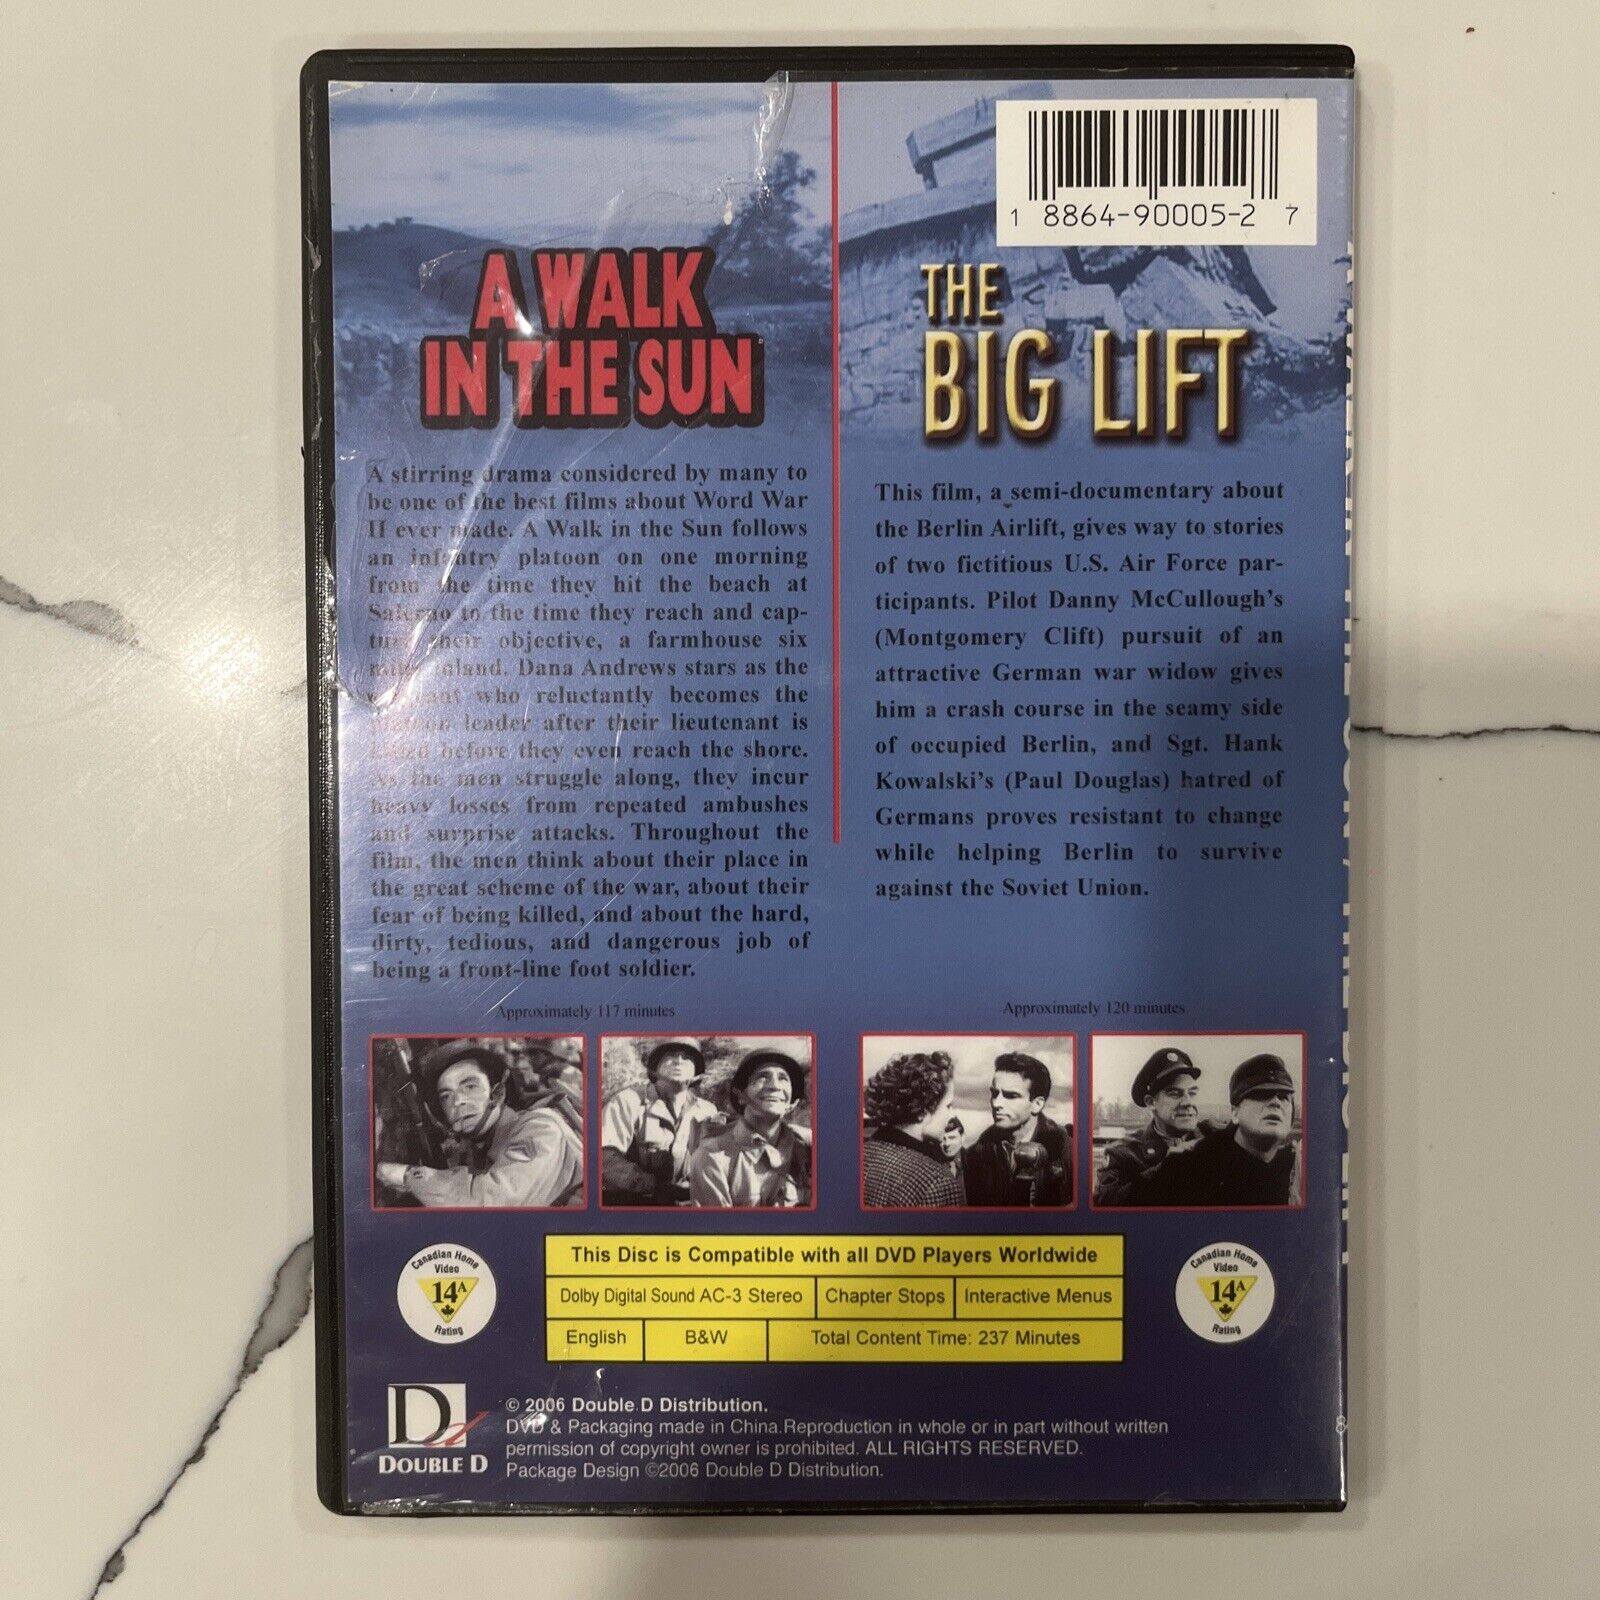 1 88864-90005-2 7
A WALK
IN THE SUN
A stirring drama considered by many to
be one of the best films about Word War
II ever made. A Walk in the Sun follows
an infantry platoon on one morning
from the time they hit the beach at
Salerno to the time they reach and cap-
ture their objective, a farmhouse six
miles inland. Dana Andrews stars as the
sergeant who reluctantly becomes the
platoon leader after their lieutenant is
killed before they even reach the shore.
As the men struggle along, they incur
heavy losses from repeated ambushes
and surprise attacks. Throughout the
film, the men think about their place in
the great scheme of the war, about their
fear of being killed, and about the hard,
dirty, tedious, and dangerous job of
being a front-line foot soldier.
Approximately 117 minutes
THE
BIG LIFT
This film, a semi-documentary about
the Berlin Airlift, gives way to stories
of two fictitious U.S. Air Force par-
ticipants. Pilot Danny McCullough's
(Montgomery Clift) pursuit of an
attractive German war widow gives
him a crash course in the seamy side
of occupied Berlin, and Sgt. Hank
Kowalski's (Paul Douglas) hatred of
Germans proves resistant to change
while helping Berlin to survive
against the Soviet Union.
Approximately 120 minutes
Canadian Home
Video
14A
Rating
This Disc is Compatible with all DVD Players Worldwide
Dolby Digital Sound AC-3 Stereo Chapter Stops Interactive Menus
English B&W Total Content Time: 237 Minutes
Canadian Home
Video
14A
Rating
Dd
DOUBLE D
© 2006 Double D Distribution.
DVD & Packaging made in China.Reproduction in whole or in part without written
permission of copyright owner is prohibited. ALL RIGHTS RESERVED.
Package Design ©2006 Double D Distribution.